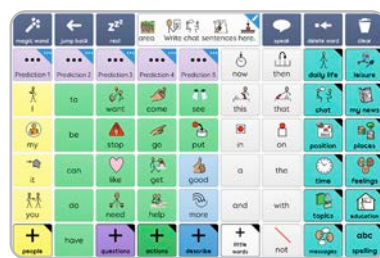 magic wand jump back rest area Write chat sentences here. speak delete word clear
Prediction 1 Prediction 2 Prediction 3 Prediction 4 Prediction 5 now then daily life leisure
I to want come see this that chat my news
my be stop go put in on position places
it can like get good a the time feelings
you do need help more and with topics education
people have questions actions describe little words not messages abc spelling